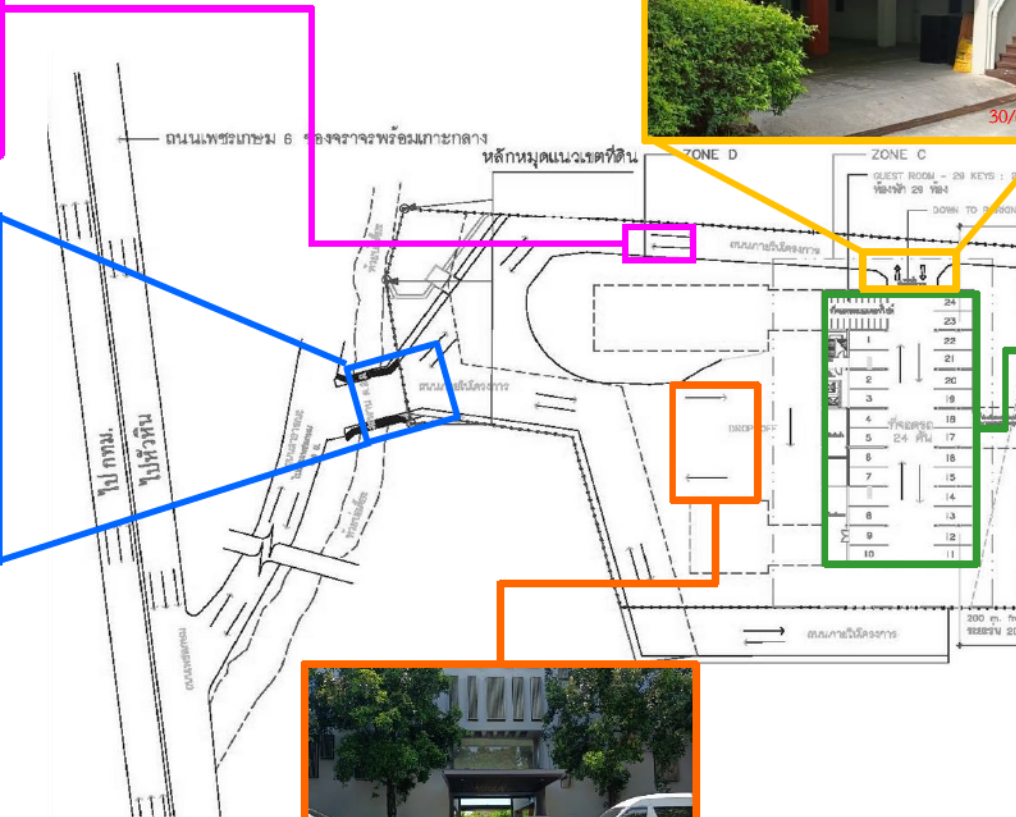 ถนนเพชรเกษม 6 ช่องจราจรพร้อมเกาะกลาง
หลักหมุดแนวเขตที่ดิน
ZONE D
ZONE C
GUEST ROOM - 29 KEYS : 2
ห้องพัก 29 ห้อง
DOWN TO PARKING
30/
ถนนภายในโครงการ
ไป กทม.
ไปหัวหิน
ถนนภายในโครงการ
DROP OFF
ที่จอดรถ
24 คัน
1
2
3
4
5
6
7
8
9
10
24
23
22
21
20
19
18
17
16
15
14
13
12
11
ถนนภายในโครงการ
200 m.